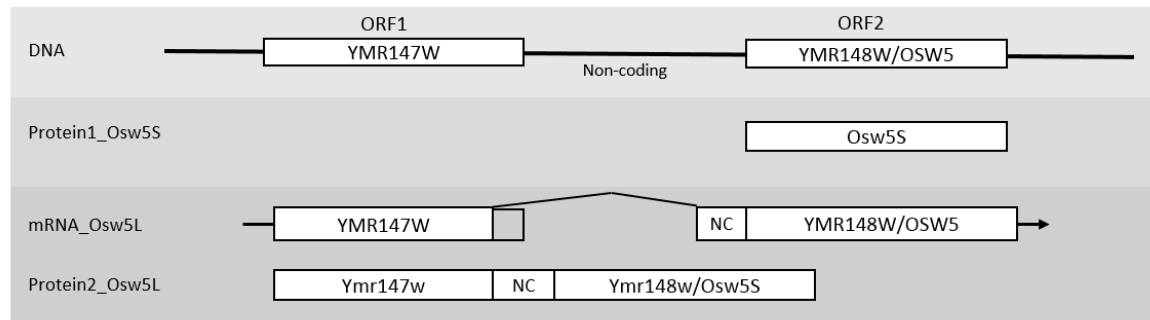 ORF1
ORF2
DNA
YMR147W
YMR148W/OSW5
Non-coding
Protein1_Osw5S
Osw5S
mRNA_Osw5L
YMR147W
NC
YMR148W/OSW5
Protein2_Osw5L
Ymr147w
NC
Ymr148w/Osw5S